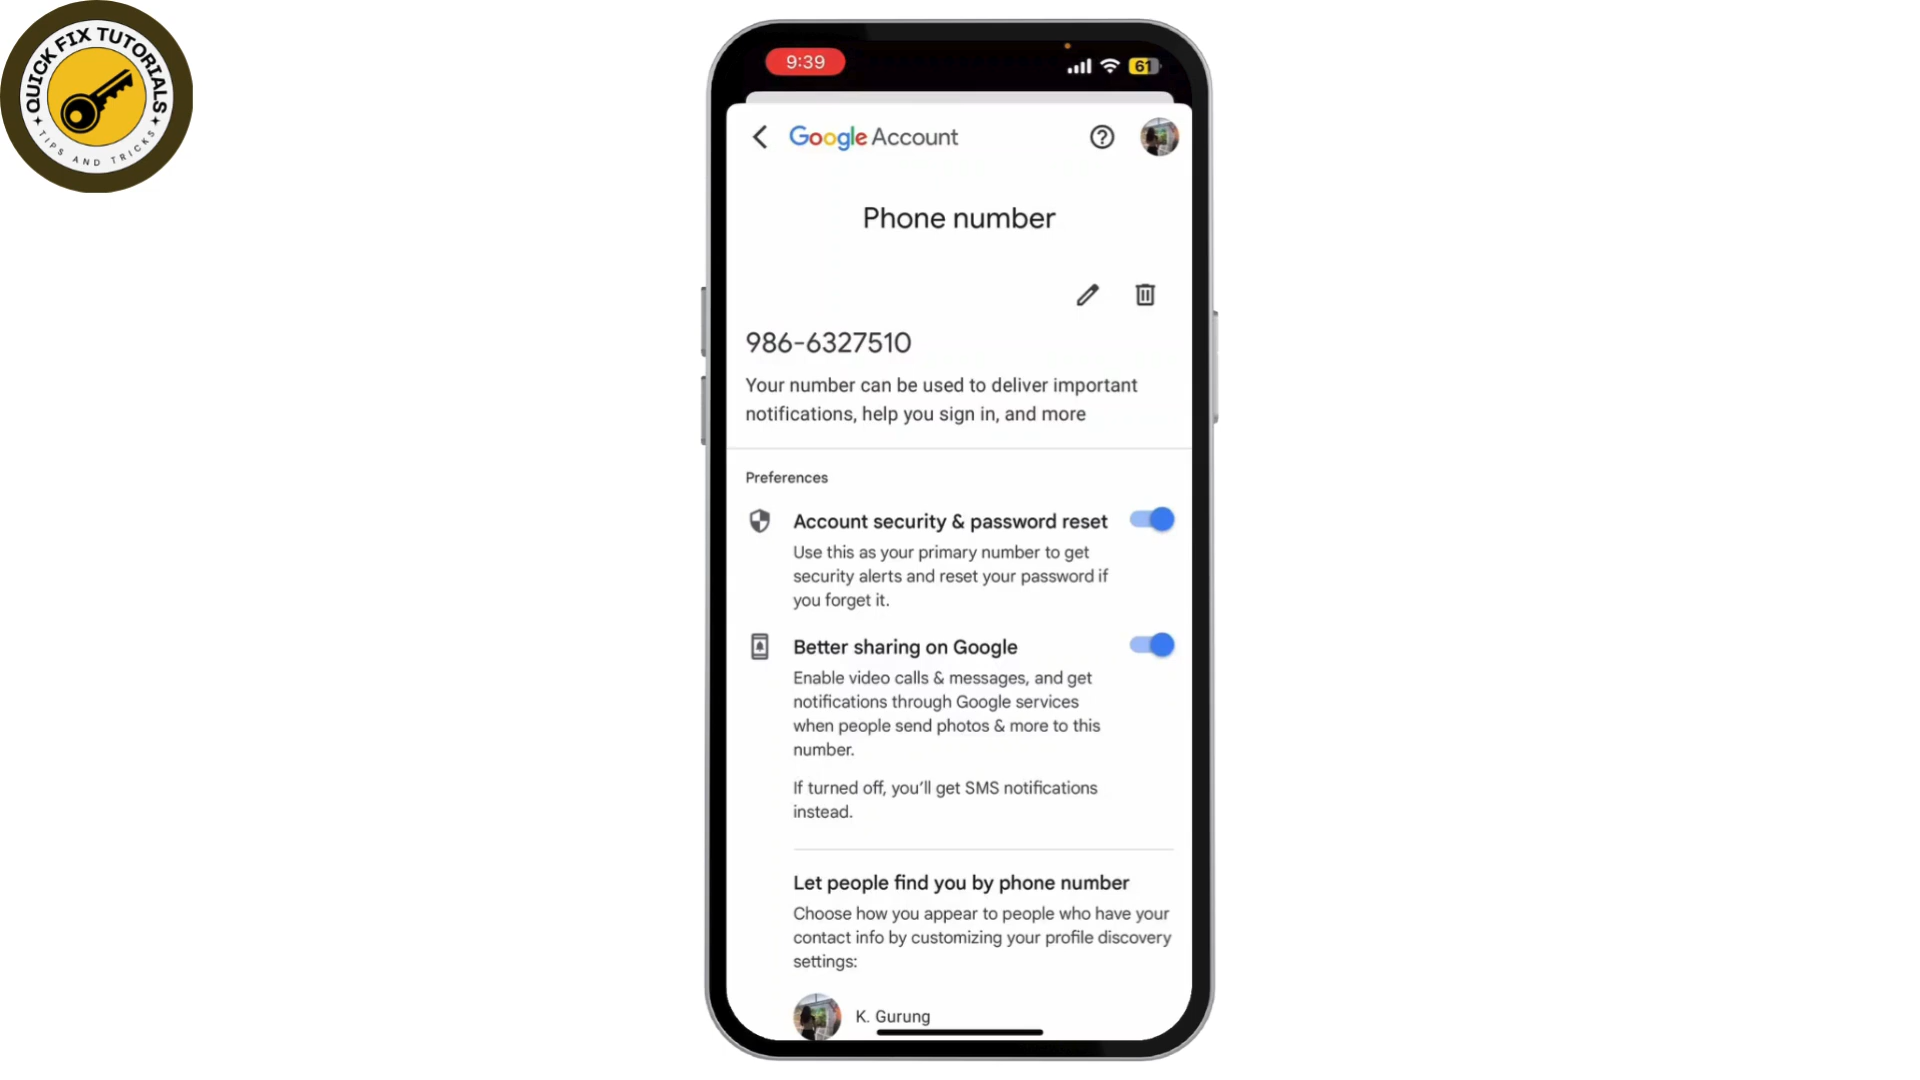 QUICK FIX TUTORIALS
TIPS AND TRICKS
9:39
61
Google Account
Phone number
986-6327510
Your number can be used to deliver important
notifications, help you sign in, and more
Preferences
Account security & password reset
Use this as your primary number to get
security alerts and reset your password if
you forget it.
Better sharing on Google
Enable video calls & messages, and get
notifications through Google services
when people send photos & more to this
number.
If turned off, you'll get SMS notifications
instead.
Let people find you by phone number
Choose how you appear to people who have your
contact info by customizing your profile discovery
settings:
K. Gurung